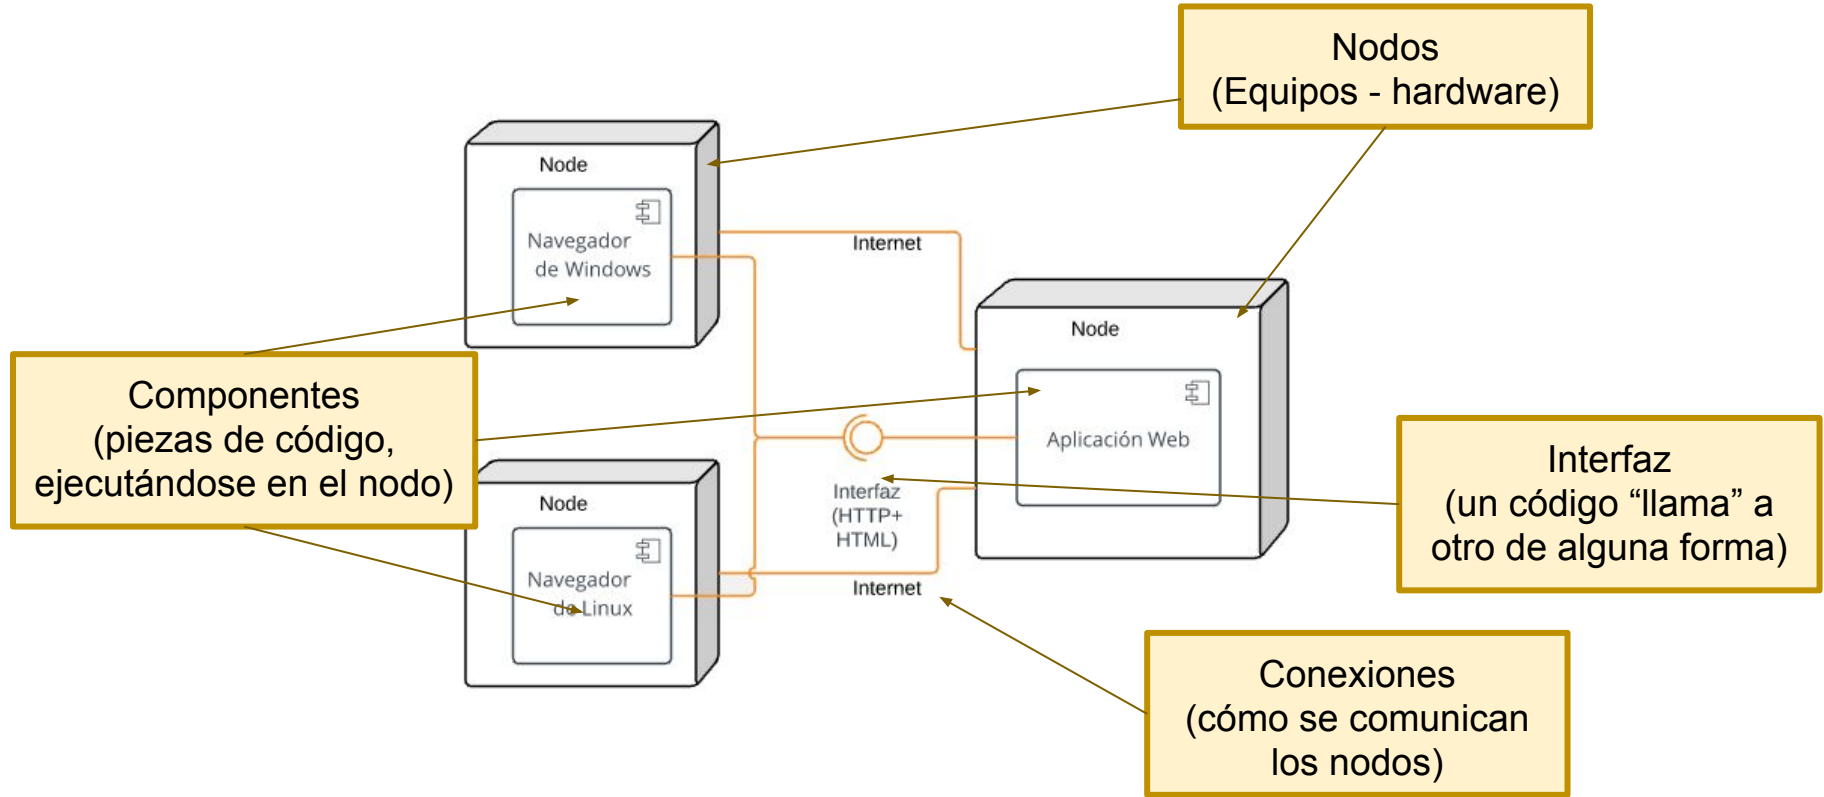 Nodos
(Equipos - hardware)
Node
Navegador
de Windows
Internet
Node
Aplicación Web
Componentes
(piezas de código,
ejecutándose en el nodo)
Interfaz
(HTTP+
HTML)
Interfaz
(un código “llama” a
otro de alguna forma)
Node
Navegador
de Linux
Internet
Conexiones
(cómo se comunican
los nodos)